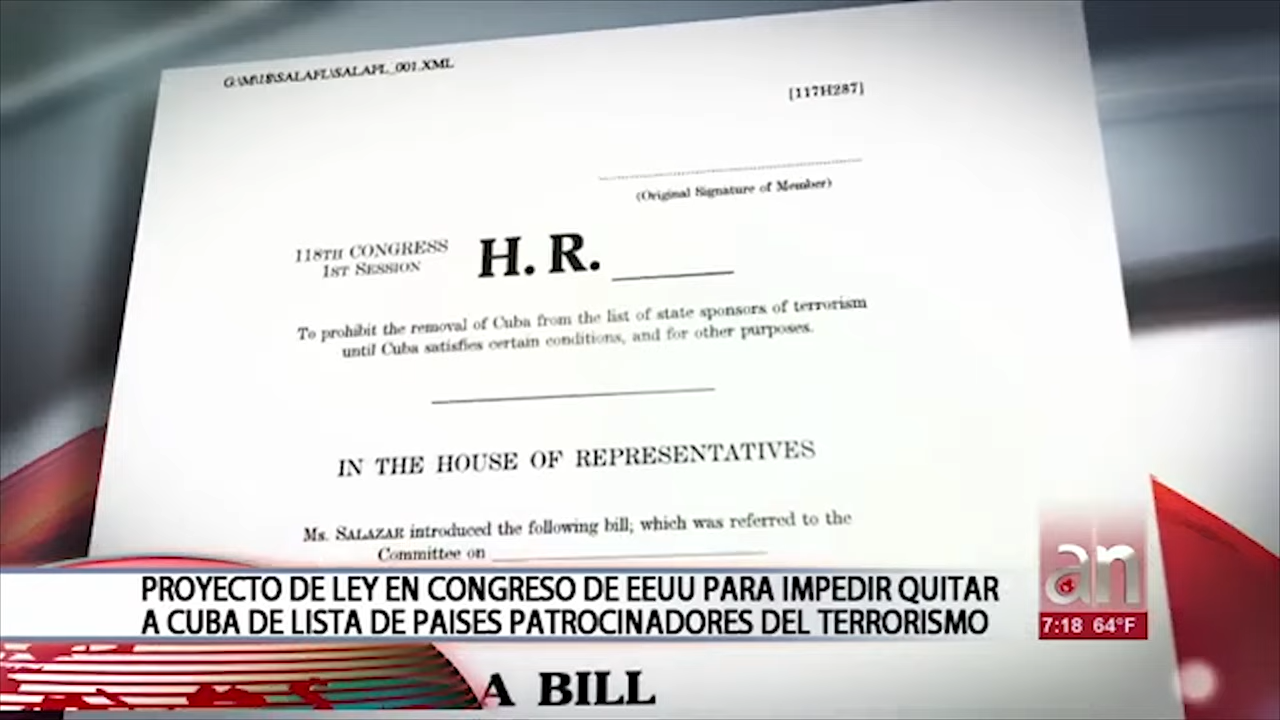 G:\M\18\SALAFL\SALAFL_001.XML
[117H287]
(Original Signature of Member)
118TH CONGRESS
1ST SESSION
H. R.
To prohibit the removal of Cuba from the list of state sponsors of terrorism
until Cuba satisfies certain conditions, and for other purposes.
IN THE HOUSE OF REPRESENTATIVES
Ms. SALAZAR introduced the following bill; which was referred to the
Committee on
PROYECTO DE LEY EN CONGRESO DE EEUU PARA IMPEDIR QUITAR
A CUBA DE LISTA DE PAISES PATROCINADORES DEL TERRORISMO
an
7:18 64°F
A BILL